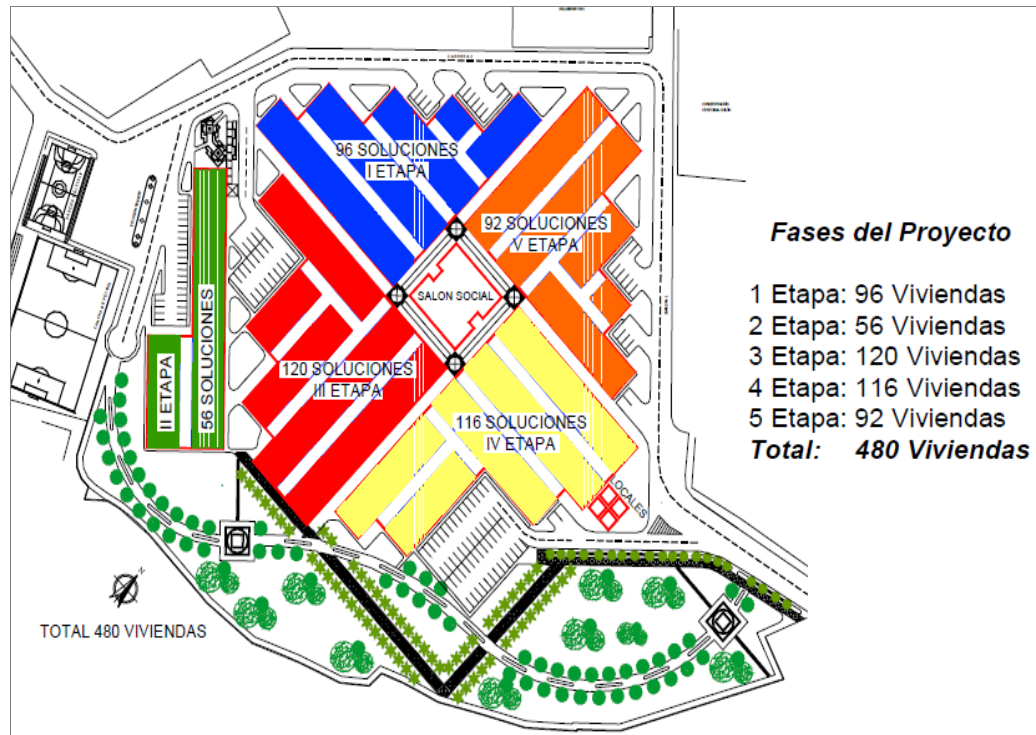 96 SOLUCIONES
I ETAPA
92 SOLUCIONES
V ETAPA
SALON SOCIAL
II ETAPA
56 SOLUCIONES
120 SOLUCIONES
III ETAPA
116 SOLUCIONES
IV ETAPA
LOCALES
N
TOTAL 480 VIVIENDAS
Fases del Proyecto
1 Etapa: 96 Viviendas
2 Etapa: 56 Viviendas
3 Etapa: 120 Viviendas
4 Etapa: 116 Viviendas
5 Etapa: 92 Viviendas
Total: 480 Viviendas